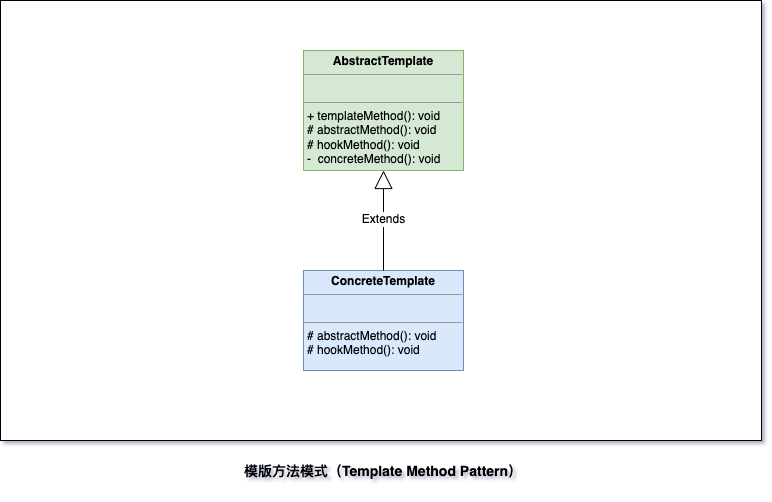 AbstractTemplate
+ templateMethod(): void
# abstractMethod(): void
# hookMethod(): void
- concreteMethod(): void
Extends
ConcreteTemplate
# abstractMethod(): void
# hookMethod(): void
模版方法模式（Template Method Pattern）